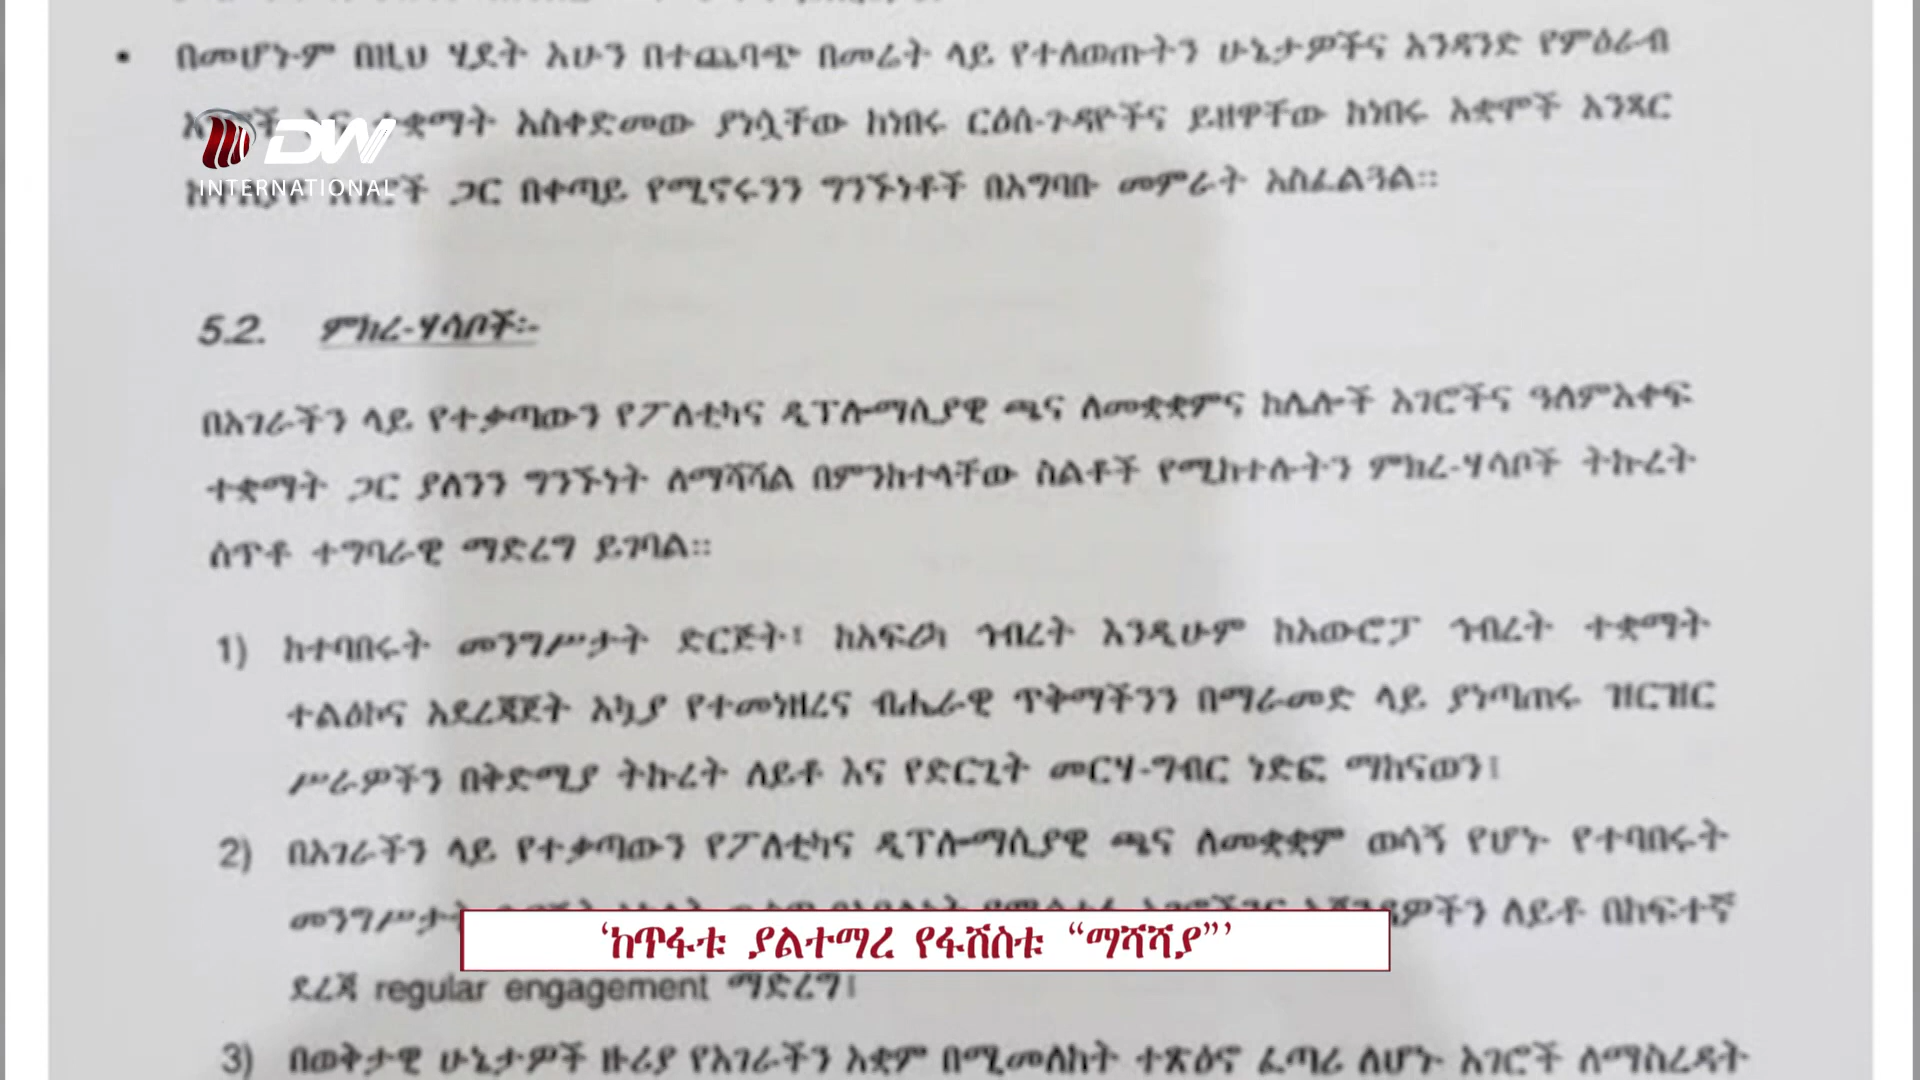 • በመሆኑም በዚህ ሂደት አሁን በተጨባጭ በመሬት ላይ የተለወጡትን ሁኔታዎችና አንዳንድ የምዕራብ
ተቋማት አስቀድመው ያነሷቸው ከነበሩ ርዕሰ-ጉዳዮችና ይዘዋቸው ከነበሩ አቋሞች አንጻር
ጋር በቀጣይ የሚኖሩንን ግንኙነቶች በአግባቡ መምራት አስፈልጓል።
DW
INTERNATIONAL
5.2. ምክረ-ሃሳቦች፡-
በአገራችን ላይ የተቃጣውን የፖለቲካና ዲፕሎማሲያዊ ጫና ለመቋቋምና ከሌሎች አገሮችና ዓለምአቀፍ
ተቋማት ጋር ያለንን ግንኙነት ለማሻሻል በምንከተላቸው ስልቶች የሚከተሉትን ምክረ-ሃሳቦች ትኩረት
ሰጥቶ ተግባራዊ ማድረግ ይገባል።
1) ከተባበሩት መንግሥታት ድርጅት፣ ከአፍሪካ ኅብረት እንዲሁም ከአውሮፓ ኅብረት ተቋማት
ተልዕኮና አደረጃጀት አኳያ የተመነዘረና ብሔራዊ ጥቅማችንን በማራመድ ላይ ያነጣጠሩ ዝርዝር
ሥራዎችን በቅድሚያ ትኩረት ለይቶ እና የድርጊት መርሃ-ግብር ነድፎ ማከናወን፤
2) በአገራችን ላይ የተቃጣውን የፖለቲካና ዲፕሎማሲያዊ ጫና ለመቋቋም ወሳኝ የሆኑ የተባበሩት
መንግሥታት ለይቶ በከፍተኛ
‘ከጥፋቱ ያልተማረ የፋሽስቱ “ማሻሻያ”’
ደረጃ regular engagement ማድረግ፤
3) በወቅታዊ ሁኔታዎች ዙሪያ የአገራችን አቋም በሚመለከት ተጽዕኖ ፈጣሪ ለሆኑ አገሮች ለማስረዳት